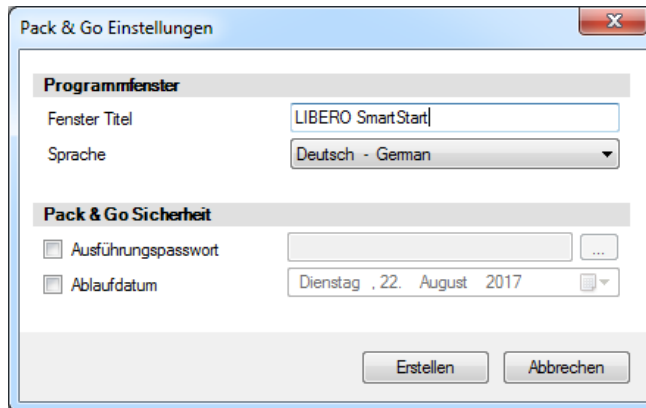 Pack & Go Einstellungen
Programmfenster
Fenster Titel LIBERO SmartStart
Sprache Deutsch - German
Pack & Go Sicherheit
Ausführungspasswort ...
Ablaufdatum Dienstag , 22. August 2017
Erstellen Abbrechen